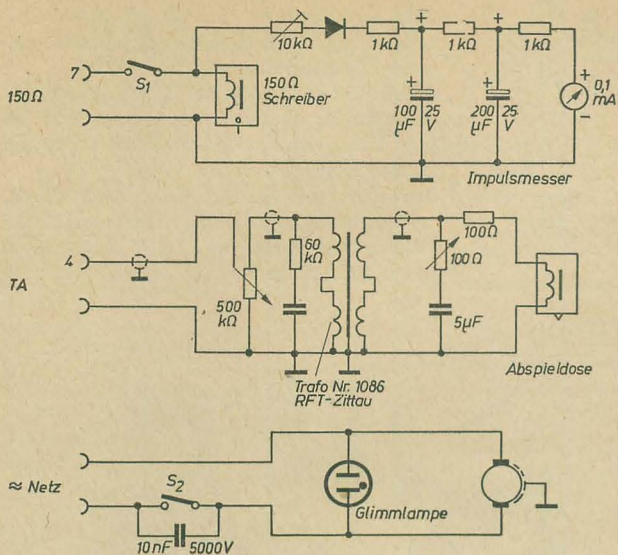 10 kΩ
1kΩ
1kΩ
1kΩ
7
S1
150Ω
150Ω
Schreiber
+
+
+
+
100 25
µF V
200 25
µF V
+
0,1
mA
−
Impulsmesser
TA
4
500
kΩ
60
kΩ
100Ω
100Ω
5µF
Trafo Nr. 1086
RFT-Zittau
Abspieldose
≈ Netz
S2
10nF 5000V
Glimmlampe